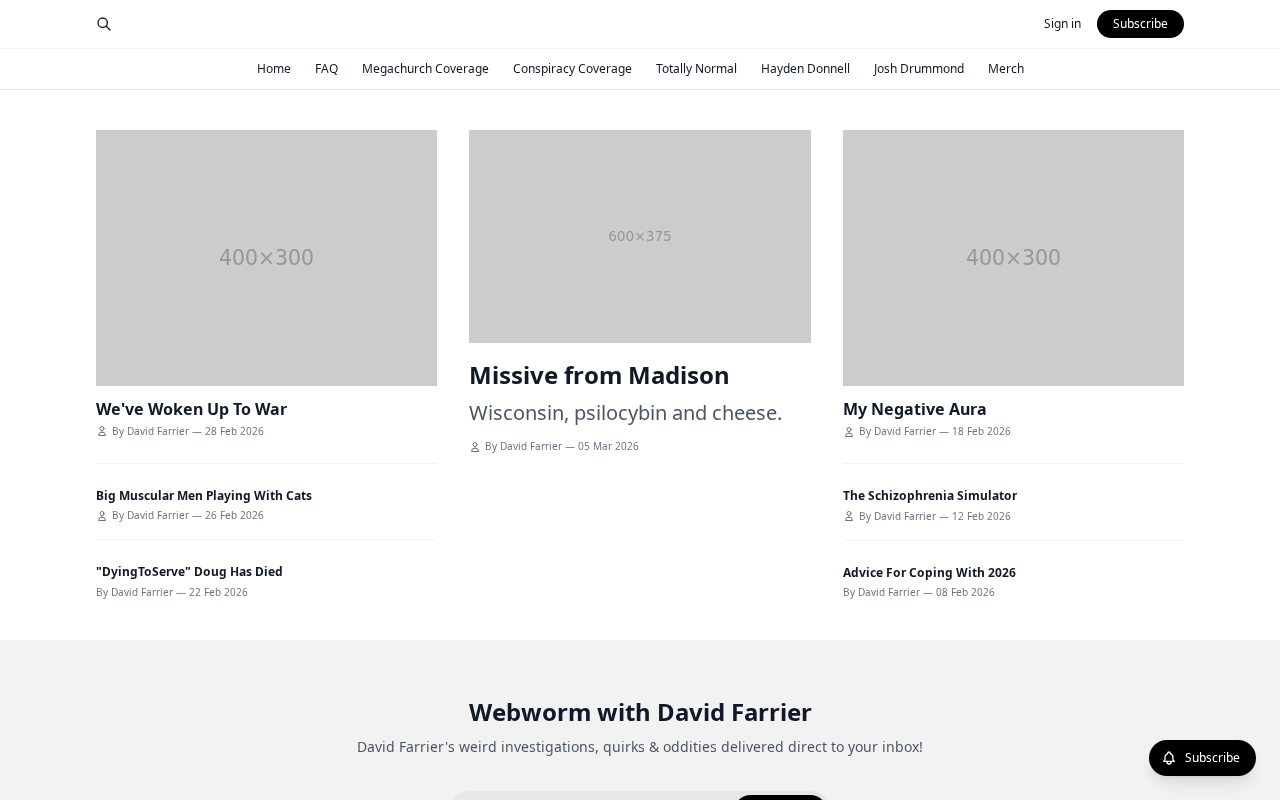 Sign in
Subscribe
Home
FAQ
Megachurch Coverage
Conspiracy Coverage
Totally Normal
Hayden Donnell
Josh Drummond
Merch
400×300
We've Woken Up To War
By David Farrier — 28 Feb 2026
Big Muscular Men Playing With Cats
By David Farrier — 26 Feb 2026
"DyingToServe" Doug Has Died
By David Farrier — 22 Feb 2026
600×375
Missive from Madison
Wisconsin, psilocybin and cheese.
By David Farrier — 05 Mar 2026
400×300
My Negative Aura
By David Farrier — 18 Feb 2026
The Schizophrenia Simulator
By David Farrier — 12 Feb 2026
Advice For Coping With 2026
By David Farrier — 08 Feb 2026
Webworm with David Farrier
David Farrier's weird investigations, quirks & oddities delivered direct to your inbox!
Subscribe